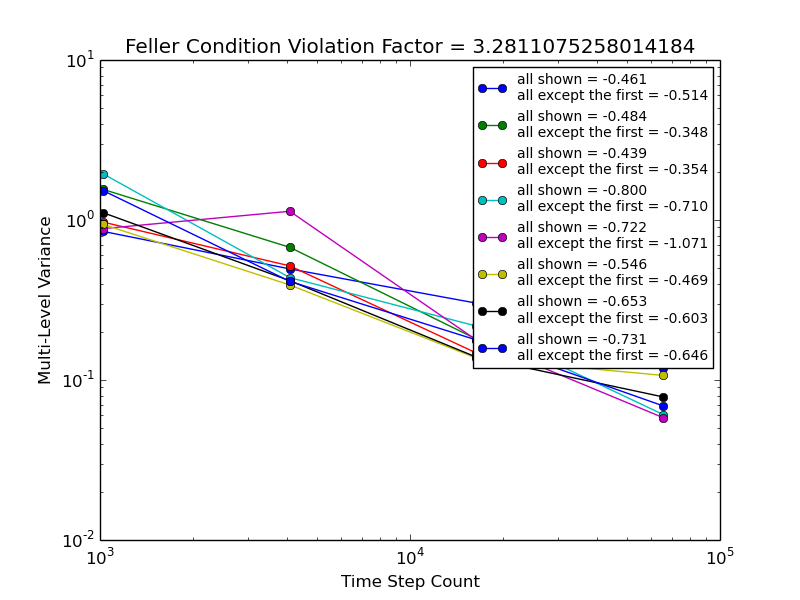 Feller Condition Violation Factor = 3.2811075258014184
10^1
10^0
10^-1
10^-2
Multi-Level Variance
all shown = -0.461
all except the first = -0.514
all shown = -0.484
all except the first = -0.348
all shown = -0.439
all except the first = -0.354
all shown = -0.800
all except the first = -0.710
all shown = -0.722
all except the first = -1.071
all shown = -0.546
all except the first = -0.469
all shown = -0.653
all except the first = -0.603
all shown = -0.731
all except the first = -0.646
10^3 10^4 10^5
Time Step Count